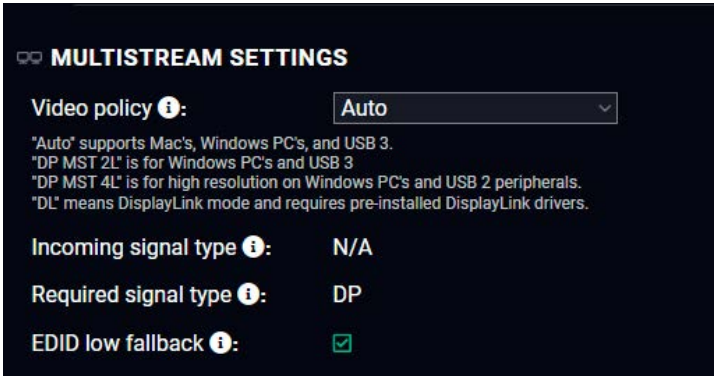 MULTISTREAM SETTINGS
Video policy i: Auto
"Auto" supports Mac's, Windows PC's, and USB 3.
"DP MST 2L" is for Windows PC's and USB 3
"DP MST 4L" is for high resolution on Windows PC's and USB 2 peripherals.
"DL" means DisplayLink mode and requires pre-installed DisplayLink drivers.
Incoming signal type i: N/A
Required signal type i: DP
EDID low fallback i: